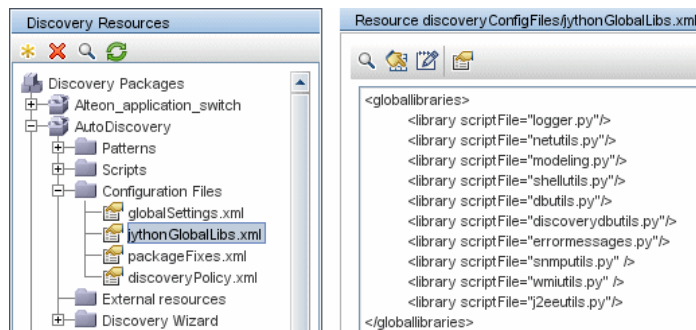 Discovery Resources
Discovery Packages
Alteon_application_switch
AutoDiscovery
Patterns
Scripts
Configuration Files
globalSettings.xml
jythonGlobalLibs.xml
packageFixes.xml
discoveryPolicy.xml
External resources
Discovery Wizard
Resource discoveryConfigFiles/jythonGlobalLibs.xml
<globallibraries>
<library scriptFile="logger.py"/>
<library scriptFile="netutils.py"/>
<library scriptFile="modeling.py"/>
<library scriptFile="shellutils.py"/>
<library scriptFile="dbutils.py"/>
<library scriptFile="discoverydbutils.py"/>
<library scriptFile="errormessages.py"/>
<library scriptFile="snmputils.py" />
<library scriptFile="wmiutils.py" />
<library scriptFile="j2eeutils.py"/>
</globallibraries>